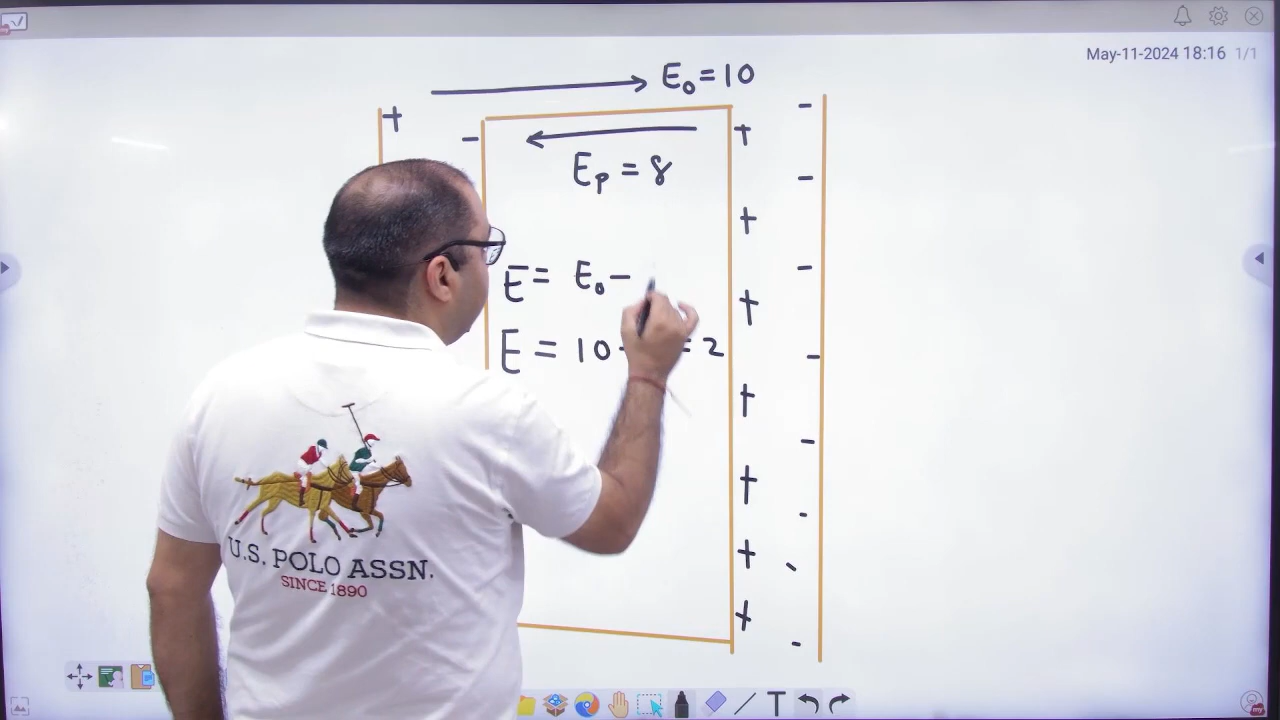 May-11-2024 18:16 1/1
E₀=10
Eₚ = 8
E = E₀ –
E = 10 = 2
U.S. POLO ASSN.
SINCE 1890
T